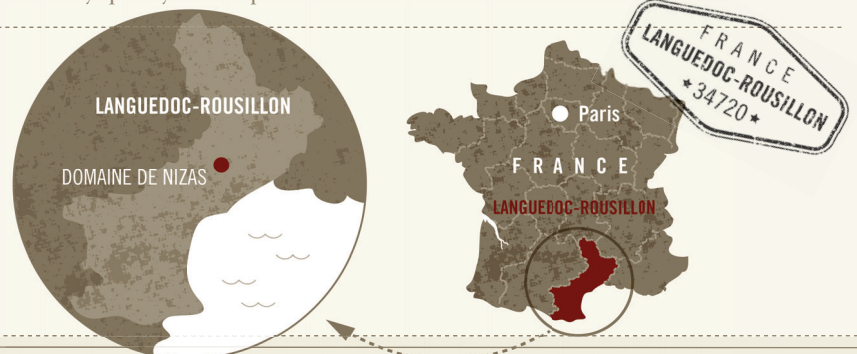 LANGUEDOC-ROUSILLON
DOMAINE DE NIZAS
Paris
FRANCE
LANGUEDOC-ROUSILLON
FRANCE
LANGUEDOC-ROUSILLON
★34720★